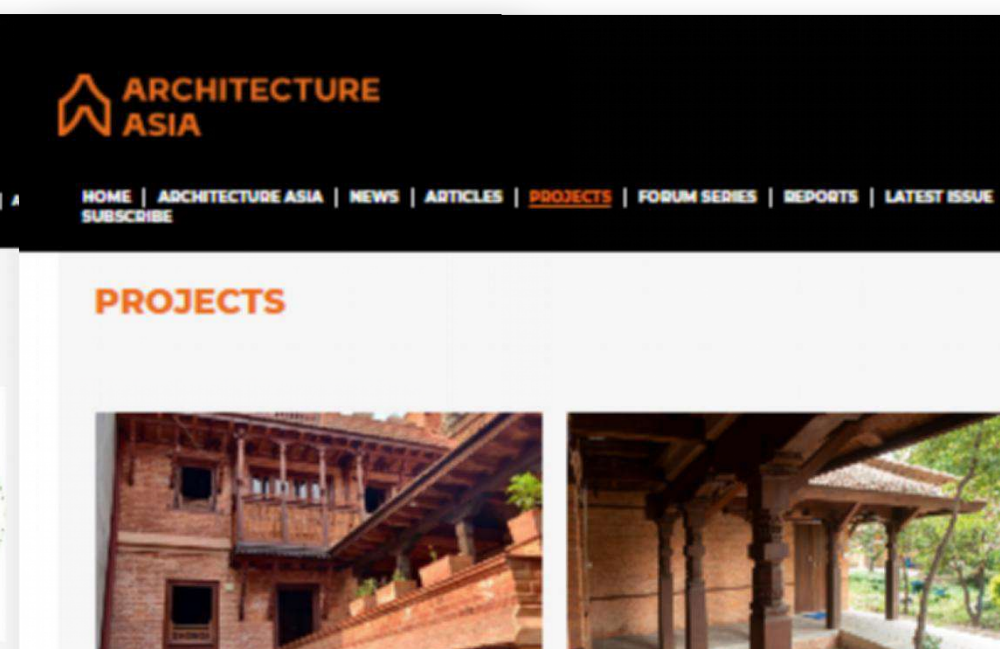 ARCHITECTURE
ASIA
HOME | ARCHITECTURE ASIA | NEWS | ARTICLES | PROJECTS | FORUM SERIES | REPORTS | LATEST ISSUE
SUBSCRIBE
PROJECTS